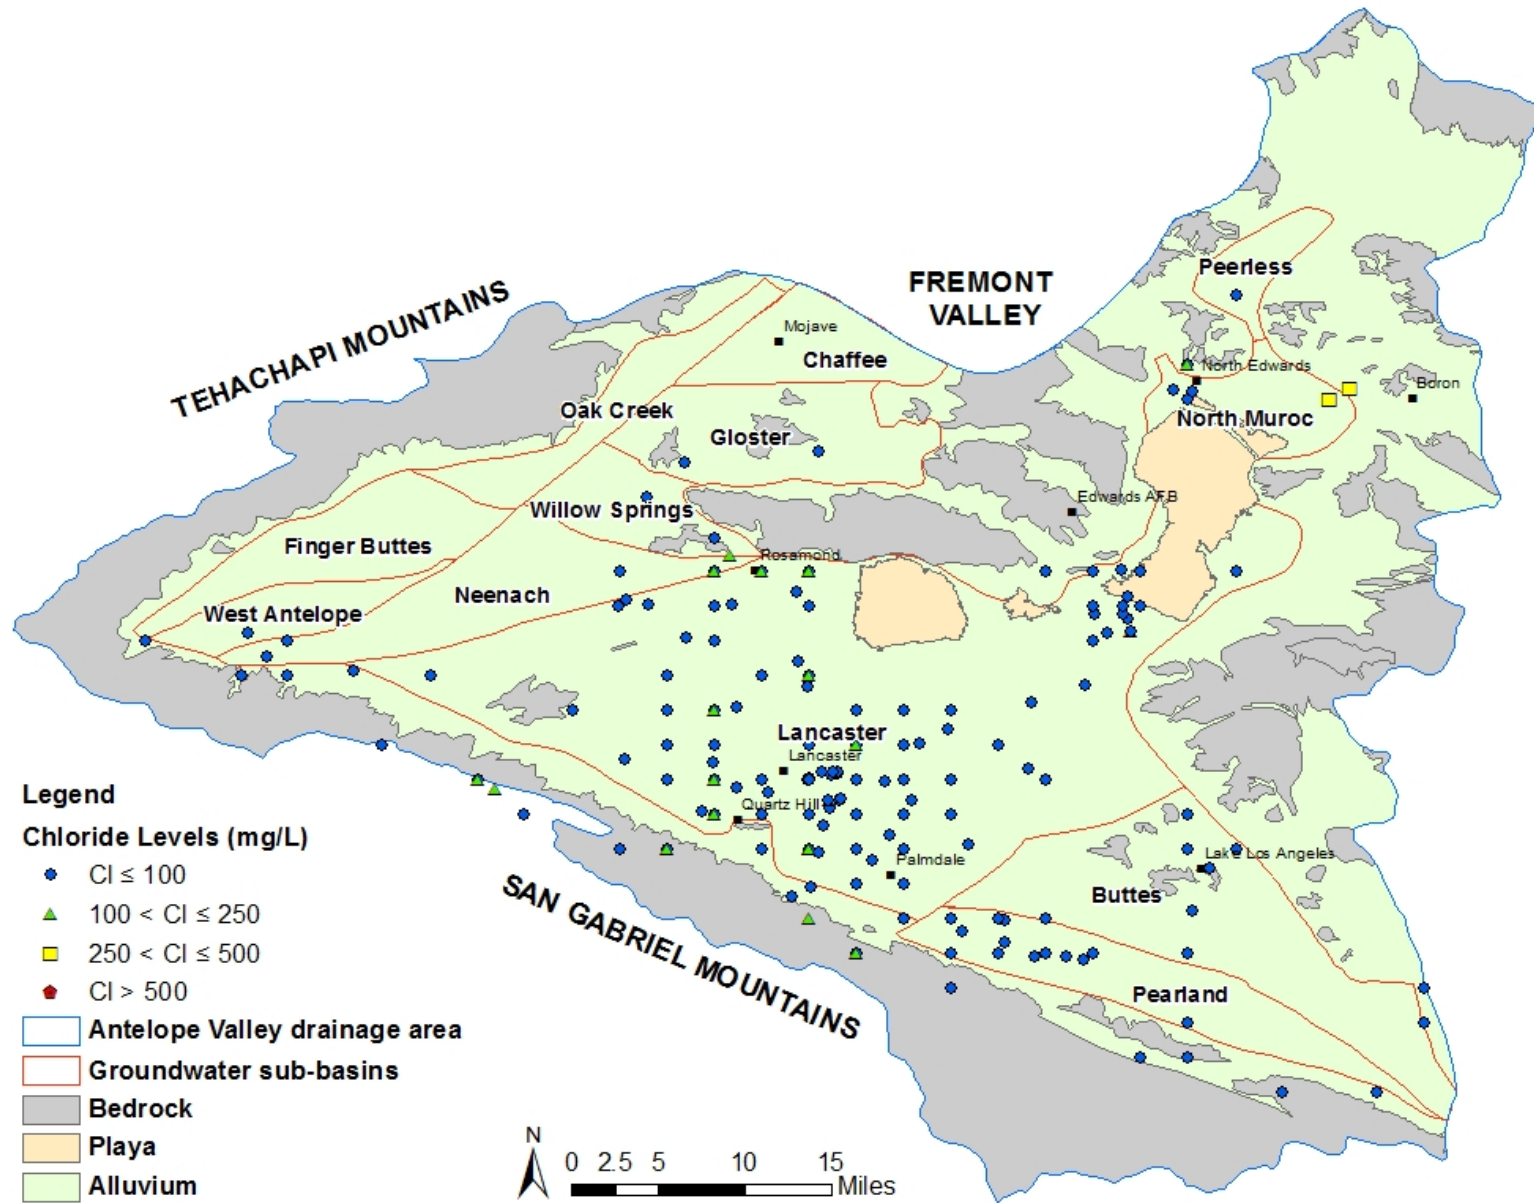 FREMONT
VALLEY
TEHACHAPI MOUNTAINS
Peerless
Mojave
Chaffee
North Edwards
Boron
Oak Creek
Gloster
North Muroc
Edwards AFB
Willow Springs
Finger Buttes
Rosamond
Neenach
West Antelope
Lancaster
Lancaster
Quartz Hill
Palmdale
Lake Los Angeles
Buttes
SAN GABRIEL MOUNTAINS
Pearland
Legend
Chloride Levels (mg/L)
Cl ≤ 100
100 < Cl ≤ 250
250 < Cl ≤ 500
Cl > 500
Antelope Valley drainage area
Groundwater sub-basins
Bedrock
Playa
Alluvium
N
0 2.5 5 10 15
Miles